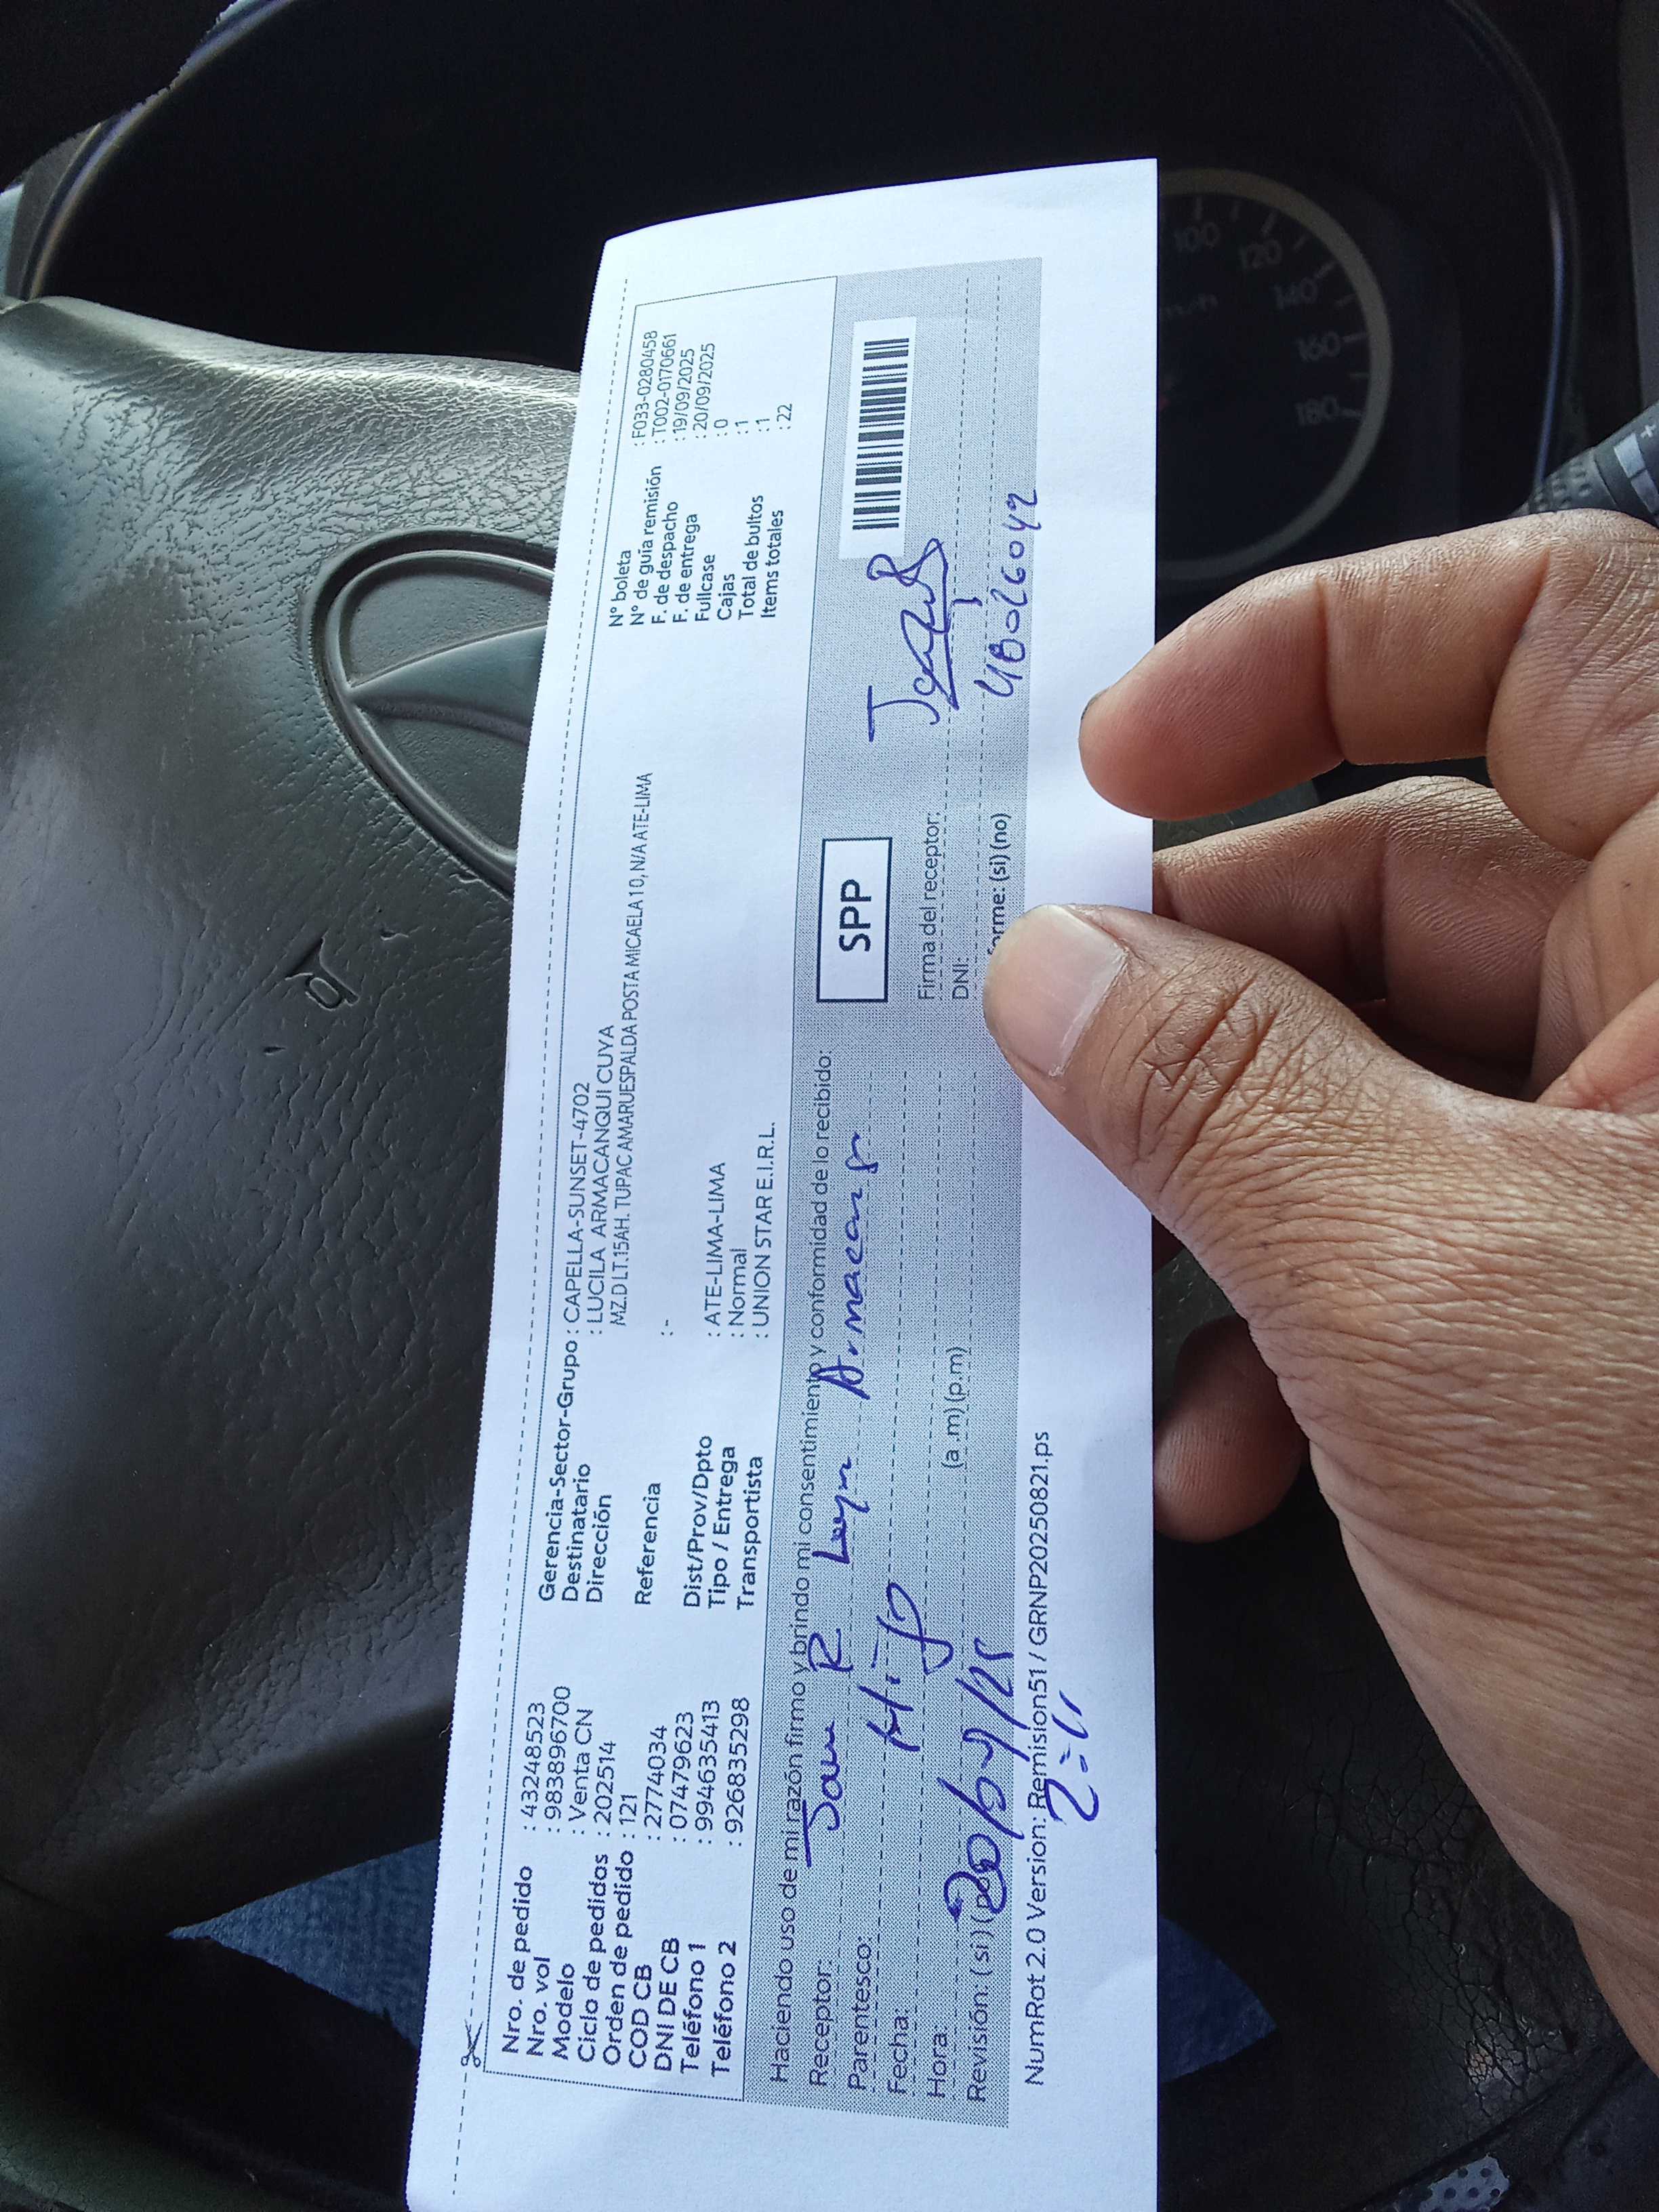 Nro. de pedido : 43248523
Nro. vol : 983896700
Modelo : Venta CN
Ciclo de pedidos : 202514
Orden de pedido : 121
COD CB : 2774034
DNI DE CB : 07479623
Teléfono 1 : 994635413
Teléfono 2 : 926835298
Gerencia-Sector-Grupo : CAPELLA-SUNSET-4702
Destinatario : LUCILA ARMACANQUI CUYA
Dirección MZ.D LT.15AH. TUPAC AMARUESPALDA POSTA MICAELA 10, N/A ATE-LIMA
Referencia : -
Dist/Prov/Dpto : ATE-LIMA-LIMA
Tipo / Entrega : Normal
Transportista : UNION STAR E.I.R.L.
N° boleta : F033-0280458
N° de guía remisión : T002-0170661
F. de despacho : 19/09/2025
F. de entrega : 20/09/2025
Fullcase : 0
Cajas : 1
Total de bultos : 1
Items totales : 22
Haciendo uso de mi razón firmo y brindo mi consentimiento y conformidad de lo recibido:
Receptor: R
Parentesco: Hijo
Fecha: 20/09/25
Hora: (a .m) (p.m)
Revisión: (si)
SPP
Firma del receptor:
DNI:
forme: (si) (no)
NumRot 2.0 Version: Remision51 / GRNP20250821.ps